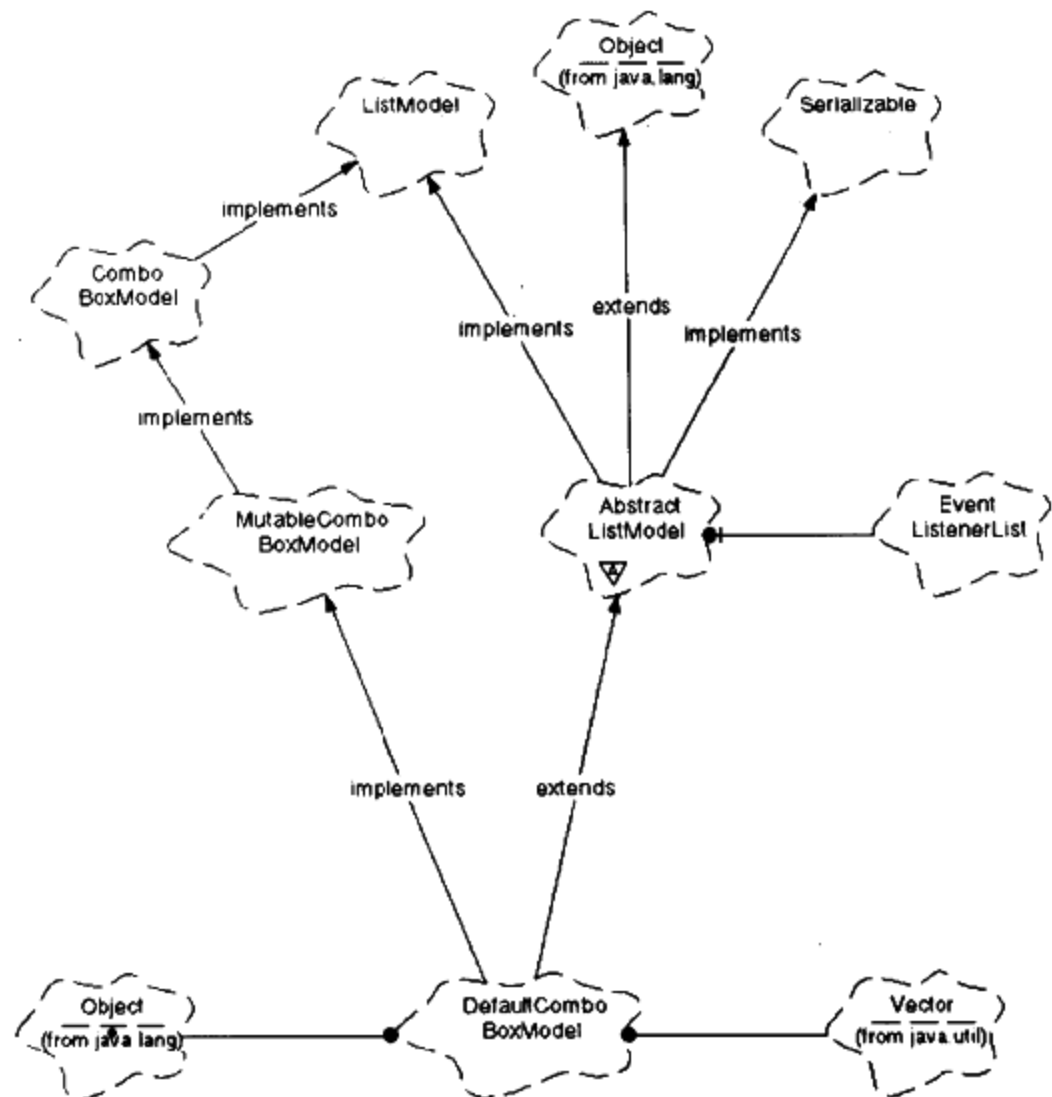 Object
(from java.lang)
ListModel
Serializable
implements
Combo
BoxModel
extends
implements
implements
implements
MutableCombo
BoxModel
Abstract
ListModel
A
Event
ListenerList
implements
extends
Object
(from java.lang)
DefaultCombo
BoxModel
Vector
(from java.util)